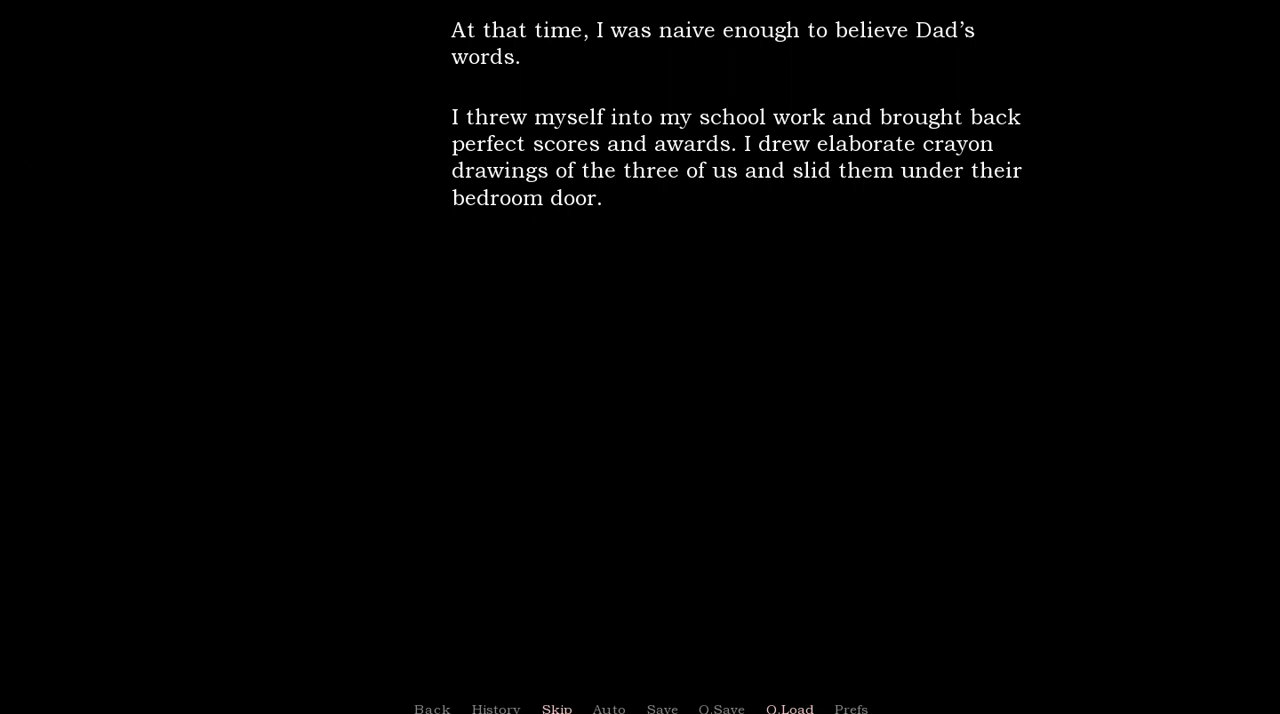 At that time, I was naive enough to believe Dad’s
words.
I threw myself into my school work and brought back
perfect scores and awards. I drew elaborate crayon
drawings of the three of us and slid them under their
bedroom door.
Back History Skip Auto Save Q.Save Q.Load Prefs